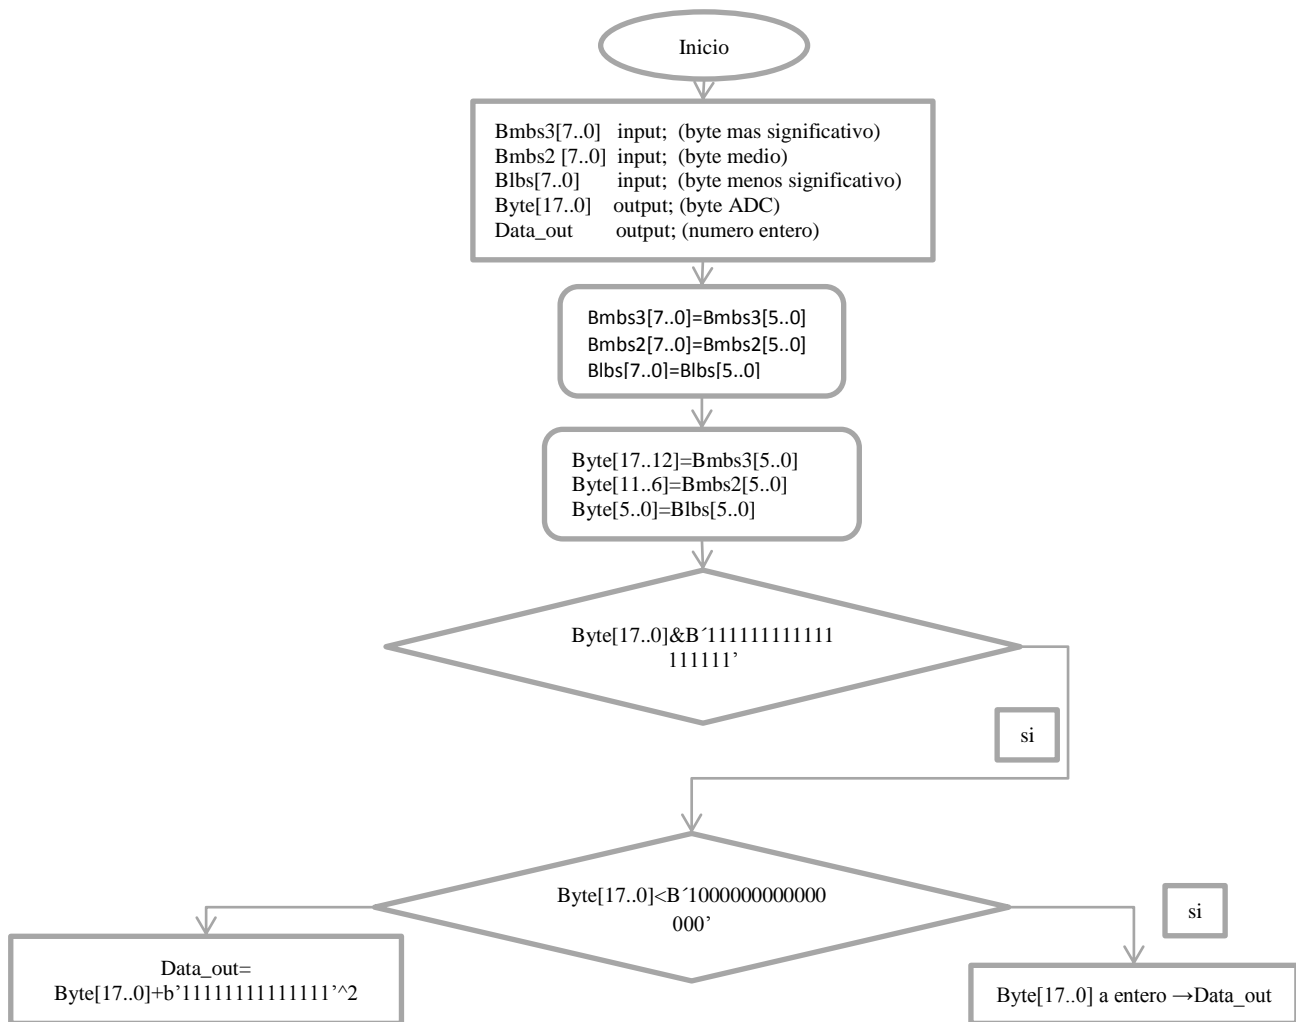 Inicio
Bmbs3[7..0] input; (byte mas significativo)
Bmbs2 [7..0] input; (byte medio)
Blbs[7..0] input; (byte menos significativo)
Byte[17..0] output; (byte ADC)
Data_out output; (numero entero)
Bmbs3[7..0]=Bmbs3[5..0]
Bmbs2[7..0]=Bmbs2[5..0]
Blbs[7..0]=Blbs[5..0]
Byte[17..12]=Bmbs3[5..0]
Byte[11..6]=Bmbs2[5..0]
Byte[5..0]=Blbs[5..0]
Byte[17..0]&B´111111111111
111111’
si
Byte[17..0]<B´1000000000000
000’
si
Data_out=
Byte[17..0]+b’11111111111111’^2
Byte[17..0] a entero →Data_out